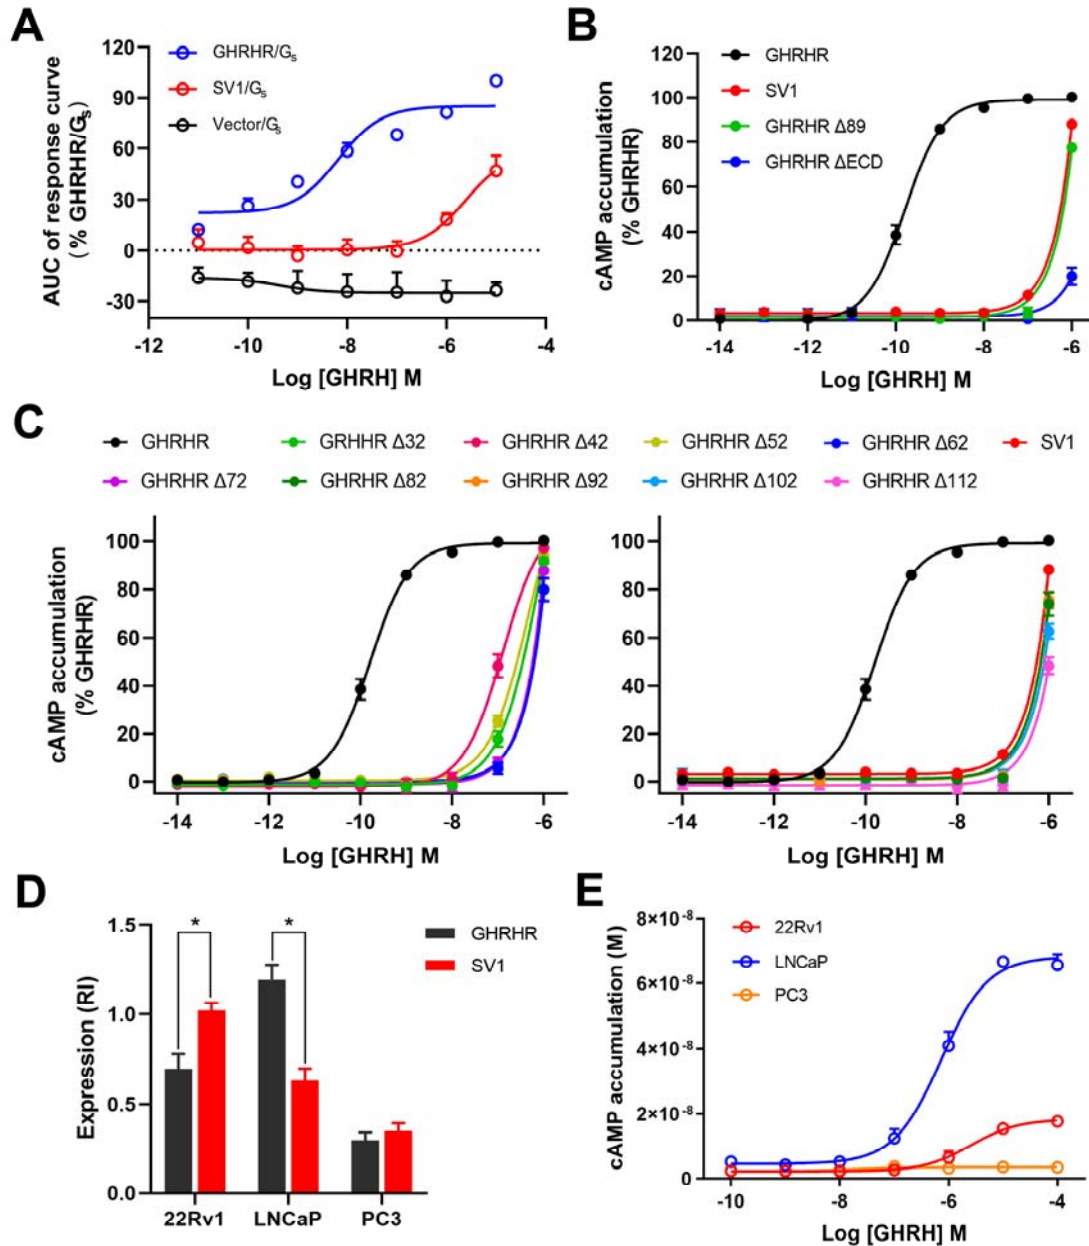 A
120
90
60
30
0
-30
AUC of response curve
(% GHRHR/Gs)
GHRHR/Gs
SV1/Gs
Vector/Gs
-12
-10
-8
-6
-4
Log [GHRH] M
B
120
100
80
60
40
20
0
cAMP accumulation
(% GHRHR)
GHRHR
SV1
GHRHR Δ89
GHRHR ΔECD
-14
-12
-10
-8
-6
Log [GHRH] M
C
GHRHR
GRHHR Δ32
GHRHR Δ42
GHRHR Δ52
GHRHR Δ62
SV1
GHRHR Δ72
GHRHR Δ82
GHRHR Δ92
GHRHR Δ102
GHRHR Δ112
100
80
60
40
20
0
cAMP accumulation
(% GHRHR)
-14
-12
-10
-8
-6
Log [GHRH] M
100
80
60
40
20
0
-14
-12
-10
-8
-6
Log [GHRH] M
D
1.5
1.0
0.5
0.0
Expression (RI)
*
*
GHRHR
SV1
22Rv1
LNCaP
PC3
E
8×10⁻⁸
6×10⁻⁸
4×10⁻⁸
2×10⁻⁸
0
cAMP accumulation (M)
22Rv1
LNCaP
PC3
-10
-8
-6
-4
Log [GHRH] M